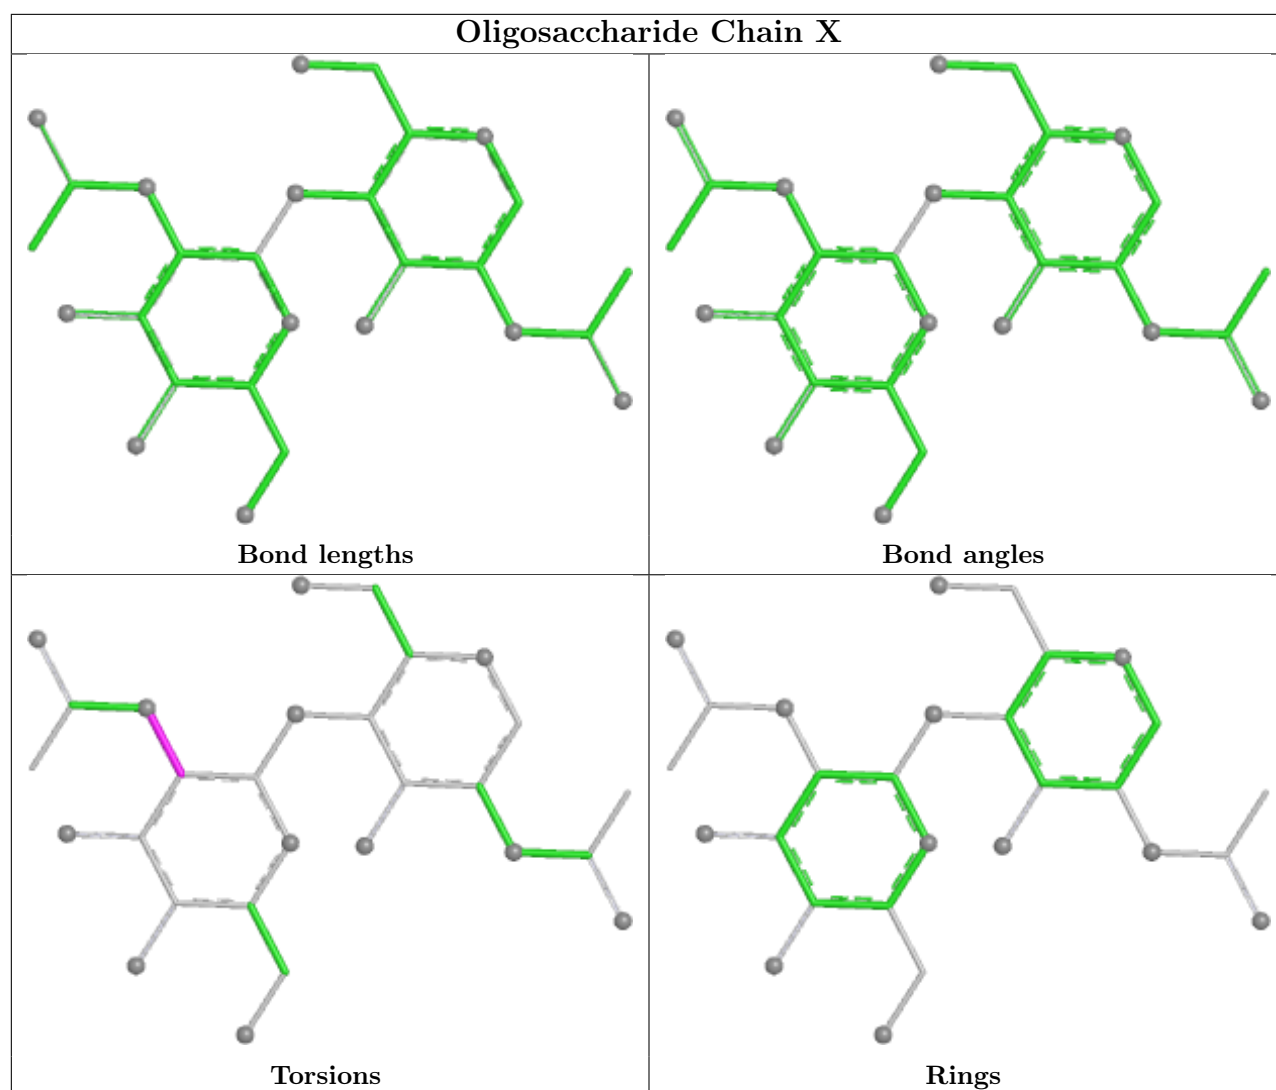 Oligosaccharide Chain X
Bond lengths
Bond angles
Torsions
Rings